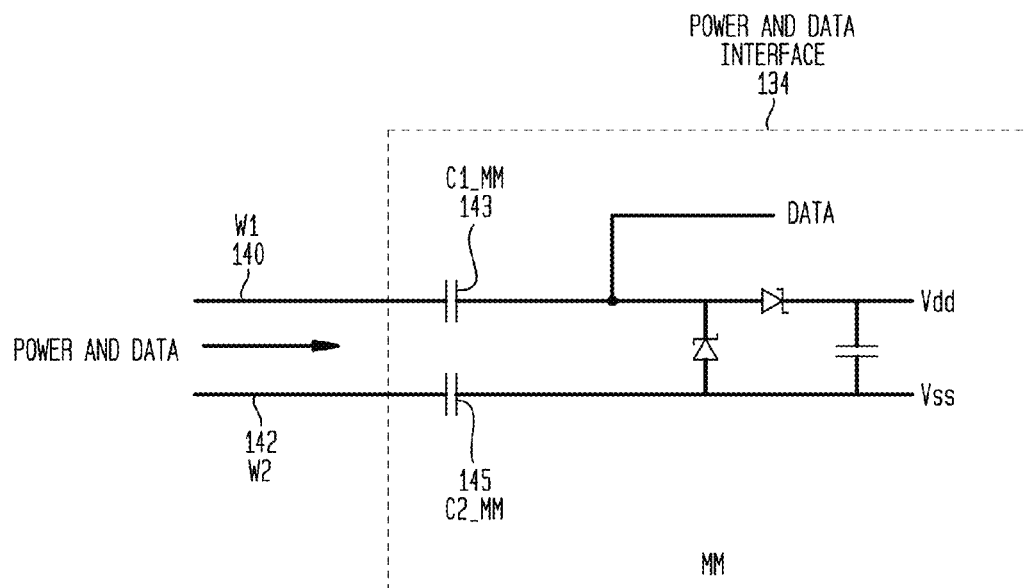 POWER AND DATA
INTERFACE
134
C1_MM
143
DATA
W1
140
Vdd
POWER AND DATA
Vss
142
W2
145
C2_MM
MM